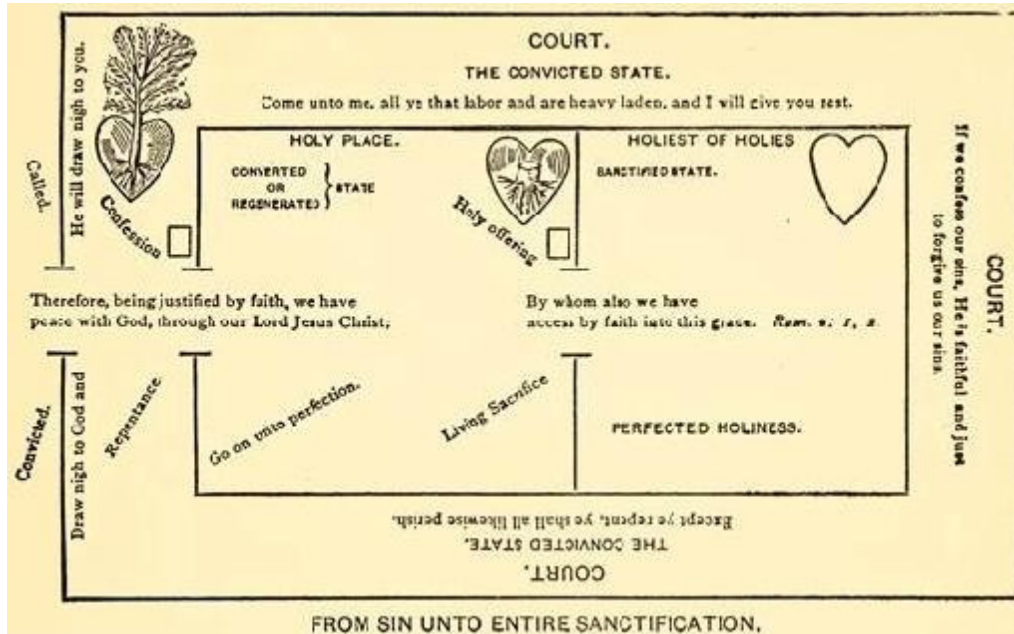 COURT.
THE CONVICTED STATE.
Come unto me, all ye that labor and are heavy laden, and I will give you rest.
Called.
He will draw nigh to you.
Confession
HOLY PLACE.
CONVERTED
OR
REGENERATED
STATE
Holy offering
HOLIEST OF HOLIES
SANCTIFIED STATE.
Therefore, being justified by faith, we have
peace with God, through our Lord Jesus Christ,
By whom also we have
access by faith into this grace. Rom.
Convicted.
Draw nigh to God and
Repentance
Go on unto perfection.
Living Sacrifice
PERFECTED HOLINESS.
If we confess our sins, He is faithful and just
to forgive us our sins.
COURT.
Except ye repent, ye shall all likewise perish.
THE CONVICTED STATE.
COURT.
FROM SIN UNTO ENTIRE SANCTIFICATION.